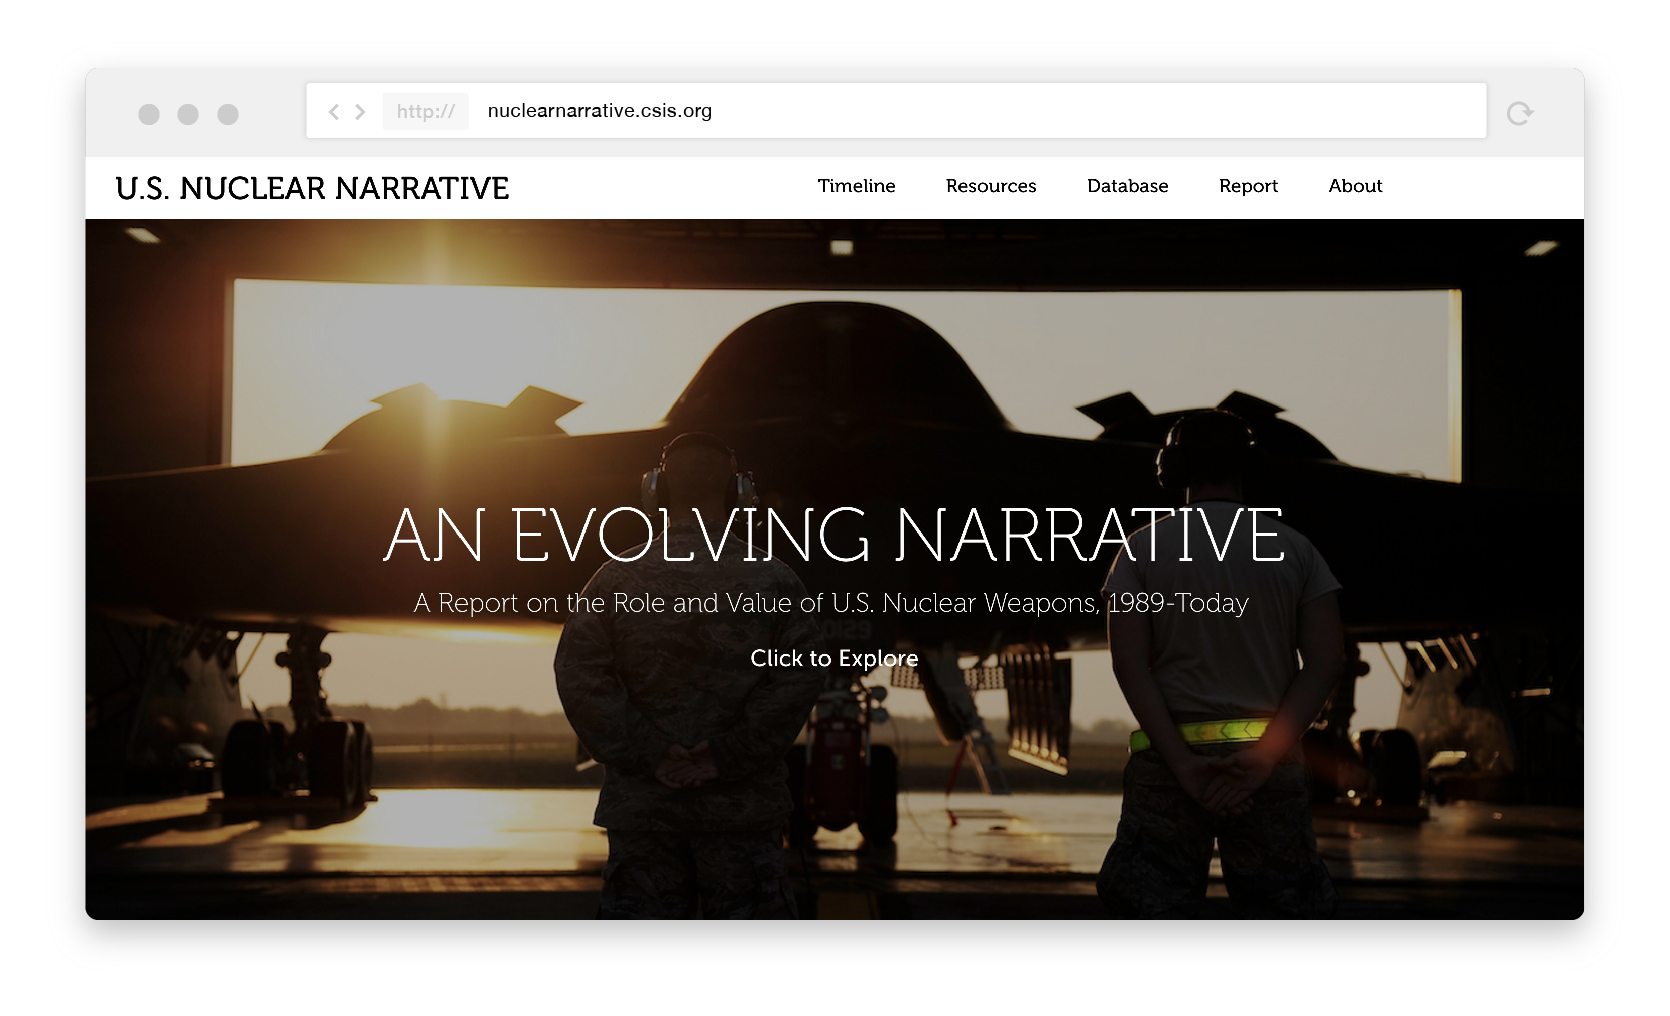 http:// nuclearnarrative.csis.org
U.S. NUCLEAR NARRATIVE Timeline Resources Database Report About
AN EVOLVING NARRATIVE
A Report on the Role and Value of U.S. Nuclear Weapons, 1989-Today
0129
Click to Explore